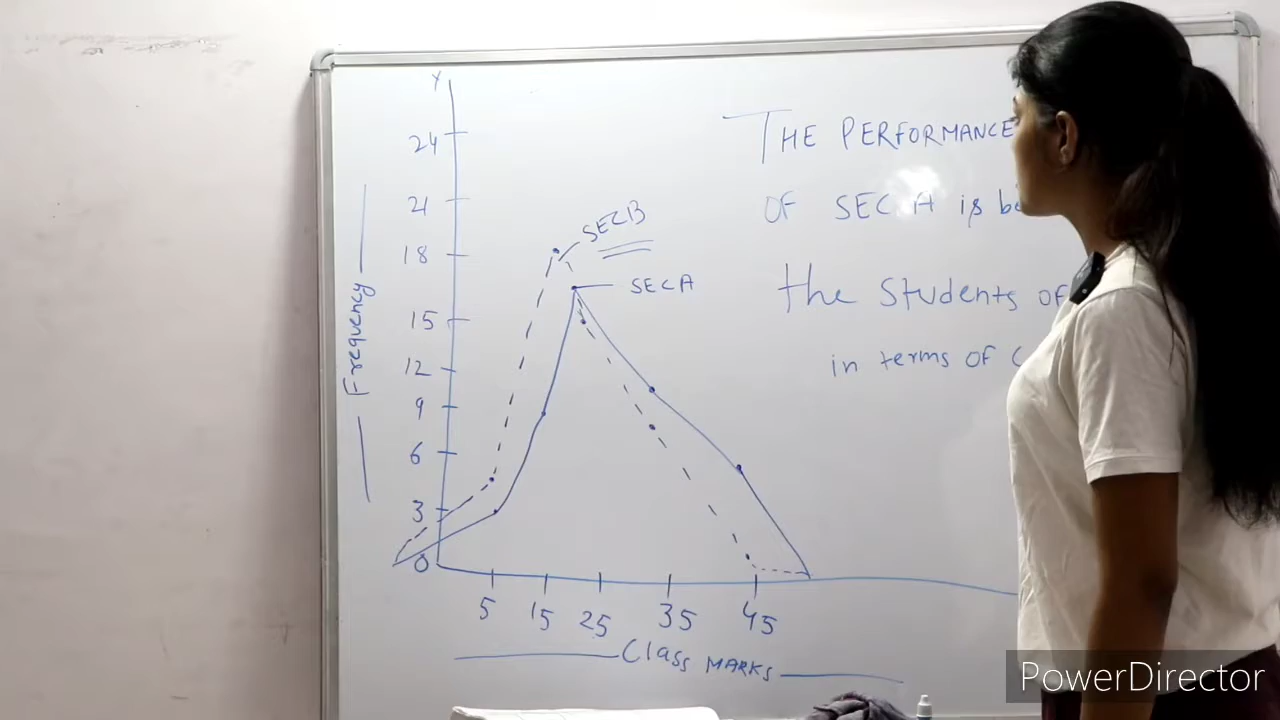 Y
24
21
18
15
12
9
6
3
0
Frequency
SEC B
SEC A
5 15 25 35 45
Class MARKS
THE PERFORMANCE
OF SEC A is
the students of
in terms of
PowerDirector